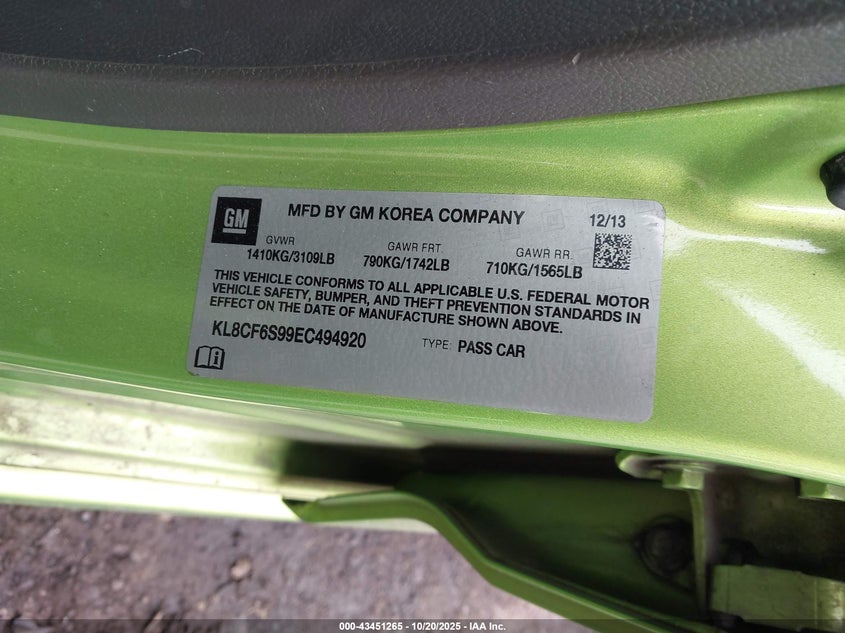 GM
MFD BY GM KOREA COMPANY
12/13
GVWR
1410KG/3109LB
GAWR FRT.
790KG/1742LB
GAWR RR.
710KG/1565LB
THIS VEHICLE CONFORMS TO ALL APPLICABLE U.S. FEDERAL MOTOR
VEHICLE SAFETY, BUMPER, AND THEFT PREVENTION STANDARDS IN
EFFECT ON THE DATE OF MANUFACTURE SHOWN ABOVE.
KL8CF6S99EC494920
TYPE: PASS CAR
000-43451265 - 10/20/2025 - IAA Inc.